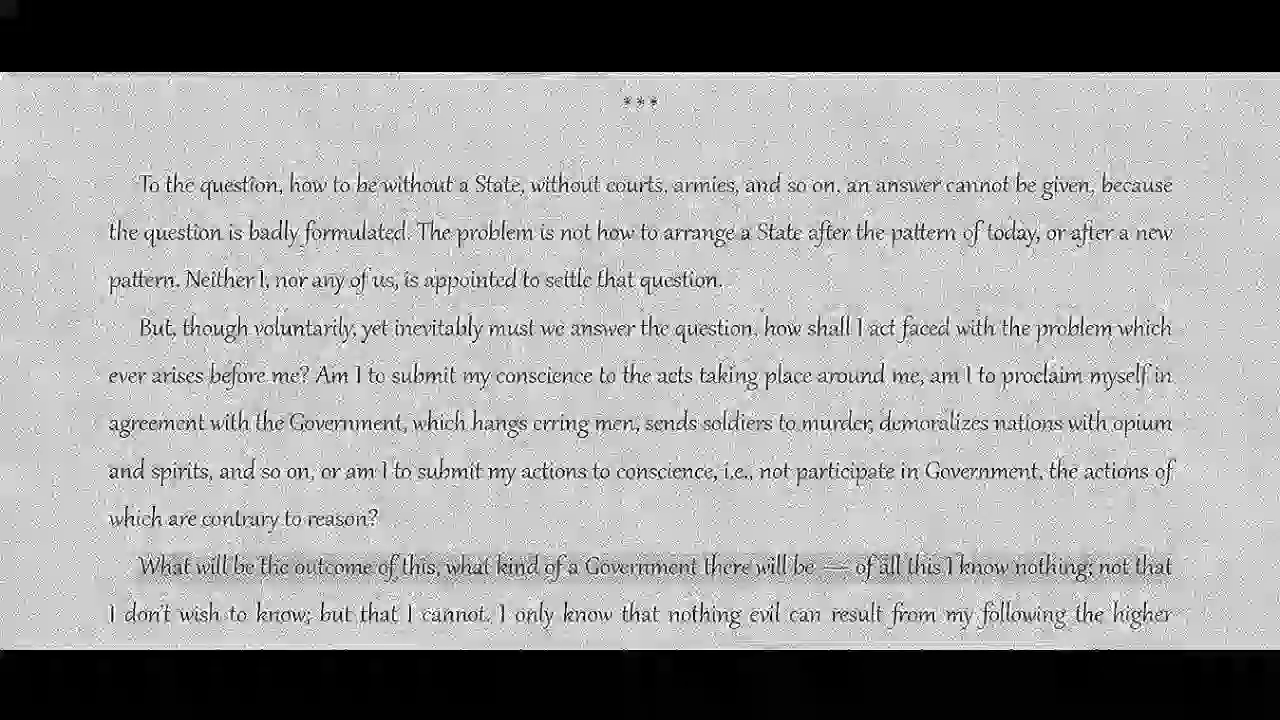 ***
To the question, how to be without a State, without courts, armies, and so on, an answer cannot be given, because
the question is badly formulated. The problem is not how to arrange a State after the pattern of today, or after a new
pattern. Neither I, nor any of us, is appointed to settle that question.
But, though voluntarily, yet inevitably must we answer the question, how shall I act faced with the problem which
ever arises before me? Am I to submit my conscience to the acts taking place around me, am I to proclaim myself in
agreement with the Government, which hangs erring men, sends soldiers to murder, demoralizes nations with opium
and spirits, and so on, or am I to submit my actions to conscience, i.e., not participate in Government, the actions of
which are contrary to reason?
What will be the outcome of this, what kind of a Government there will be — of all this I know nothing; not that
I don't wish to know; but that I cannot. I only know that nothing evil can result from my following the higher